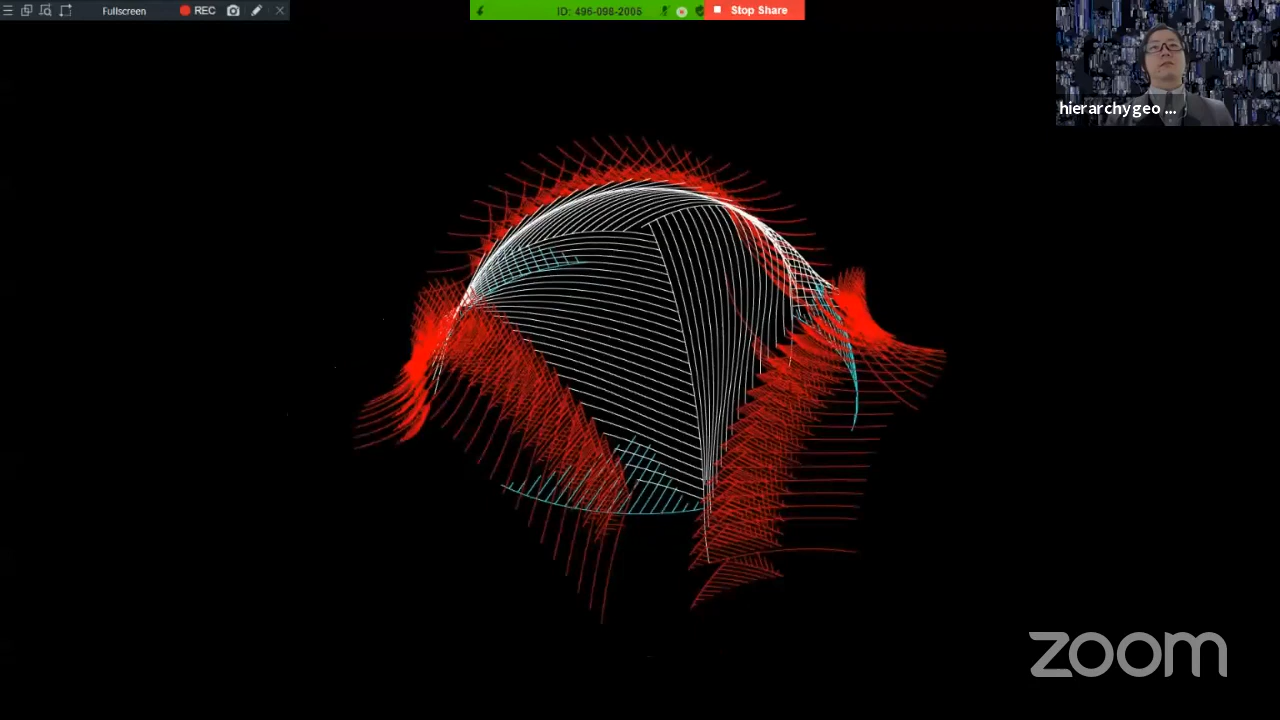 Fullscreen
REC
ID: 496-098-2005
Stop Share
hierarchygeo ...
zoom